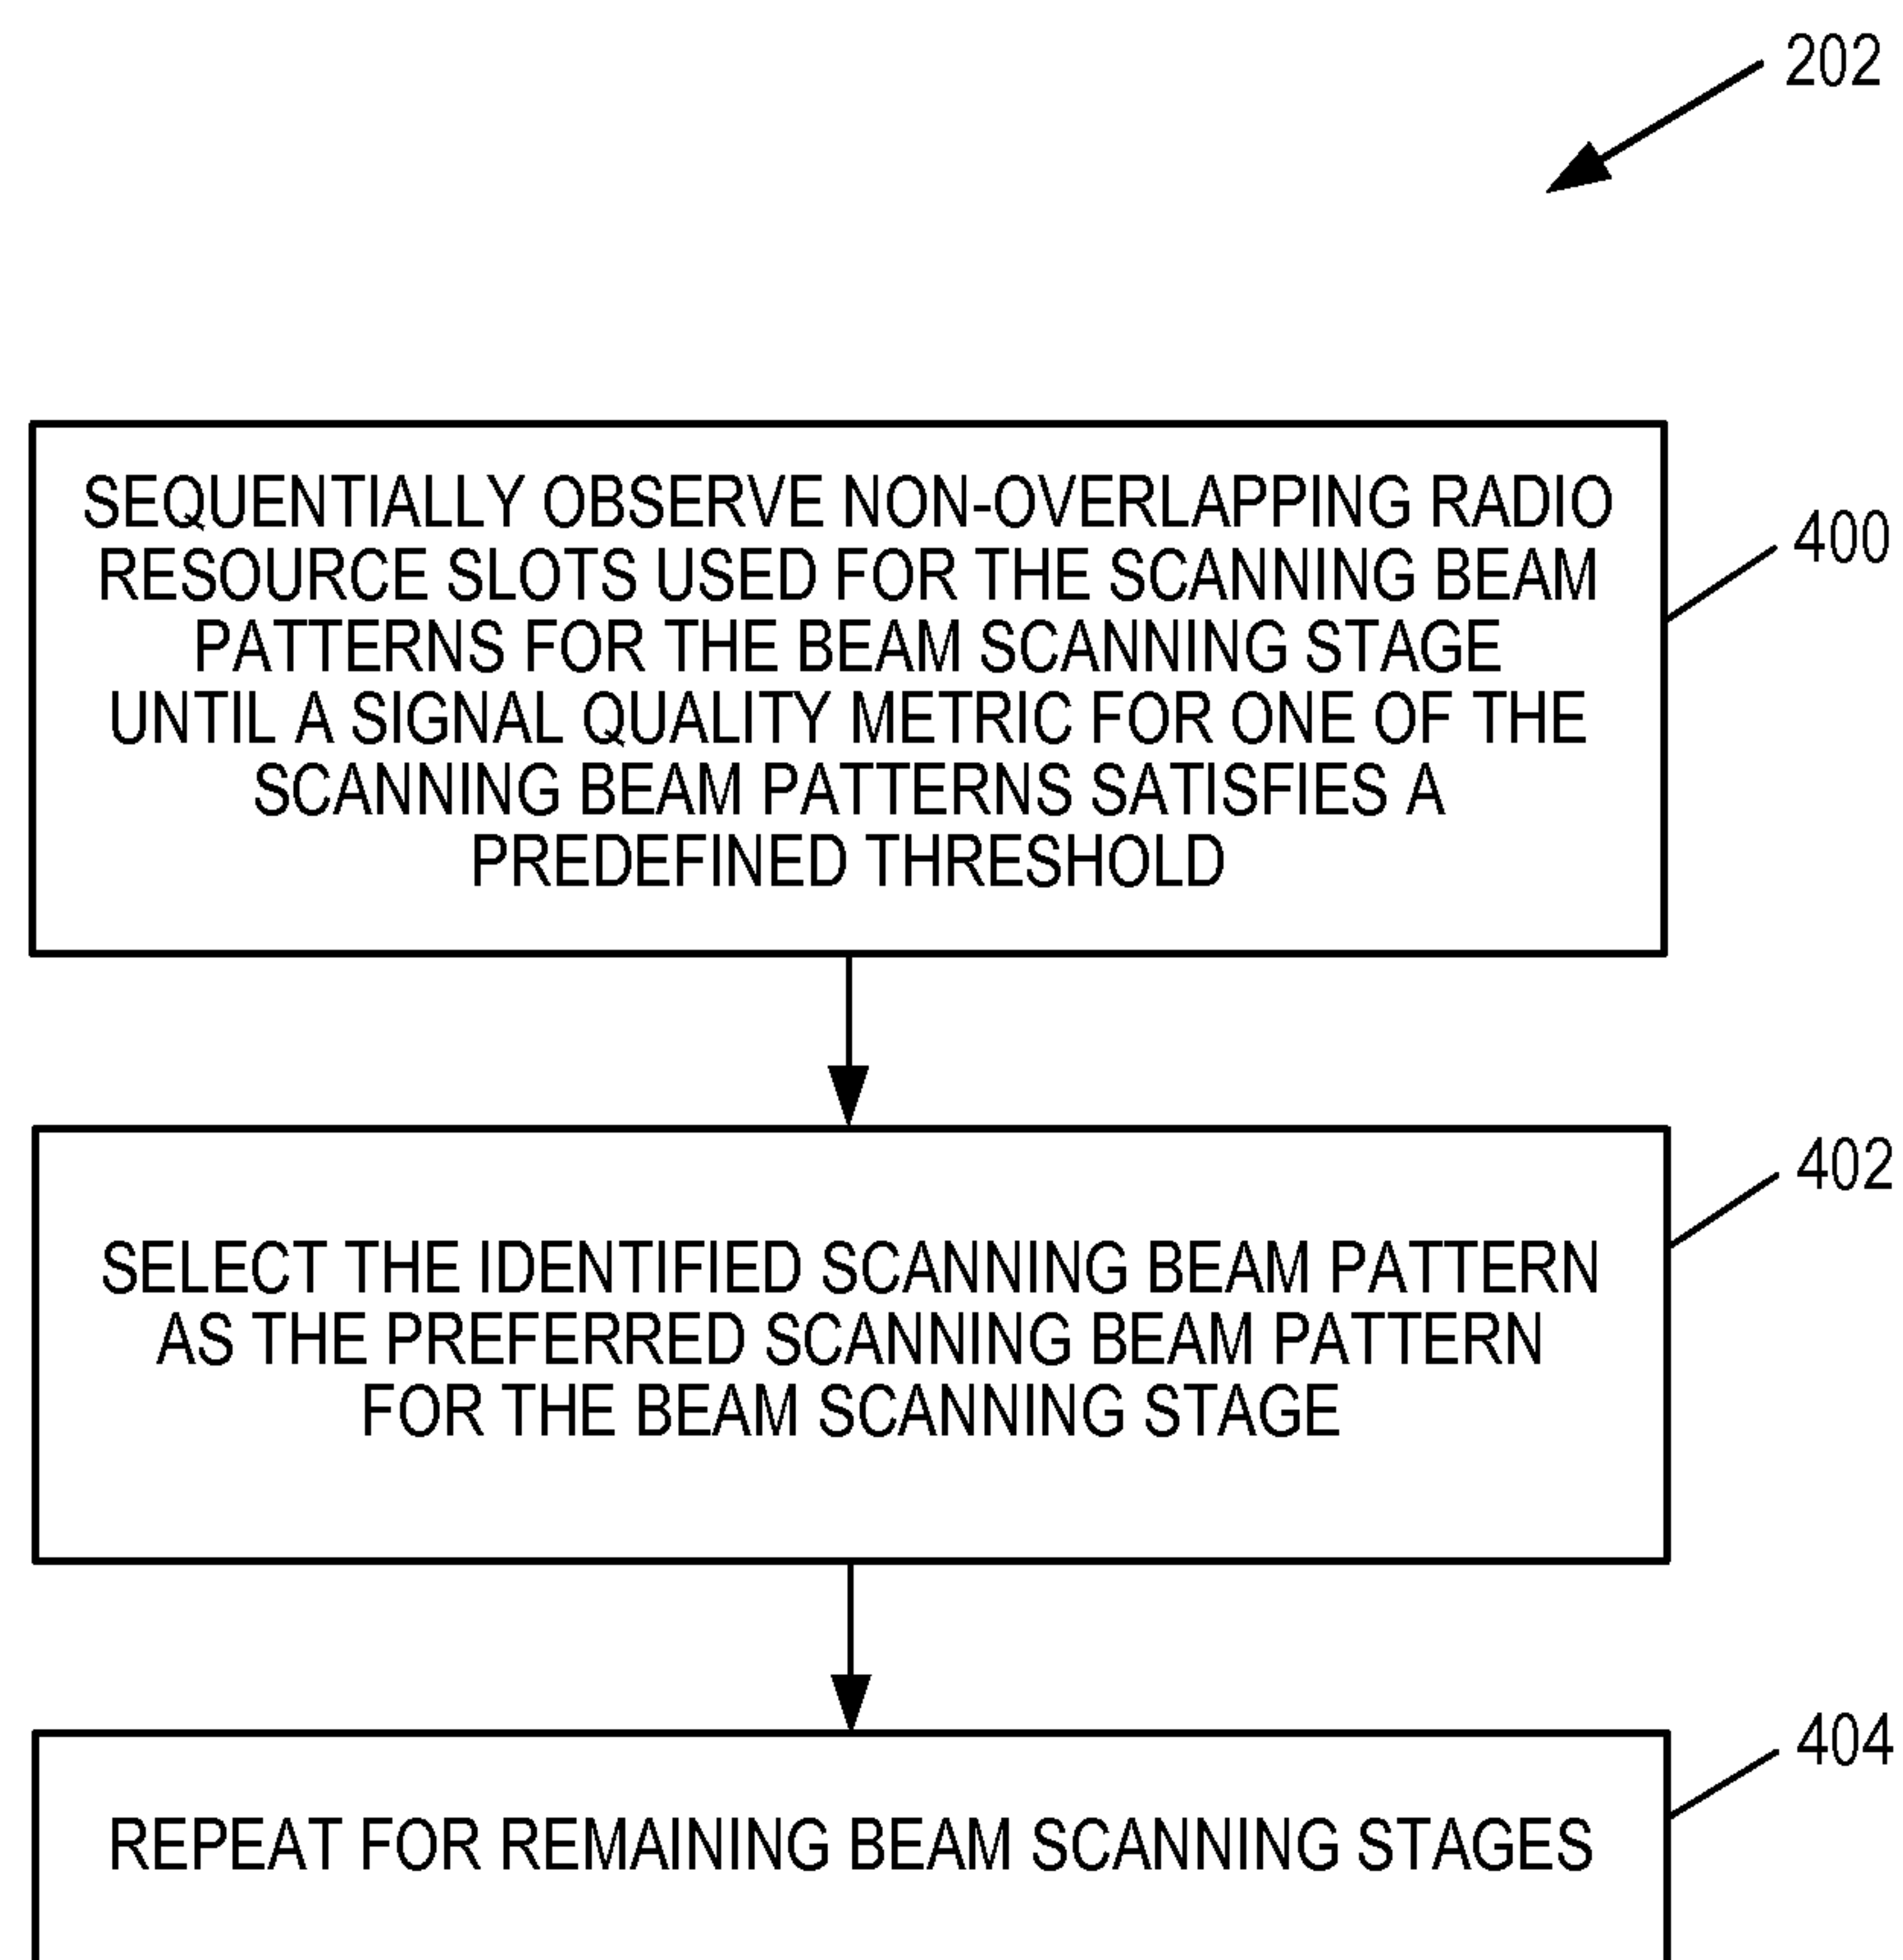 202
SEQUENTIALLY OBSERVE NON-OVERLAPPING RADIO
RESOURCE SLOTS USED FOR THE SCANNING BEAM
PATTERNS FOR THE BEAM SCANNING STAGE
UNTIL A SIGNAL QUALITY METRIC FOR ONE OF THE
SCANNING BEAM PATTERNS SATISFIES A
PREDEFINED THRESHOLD
400
402
SELECT THE IDENTIFIED SCANNING BEAM PATTERN
AS THE PREFERRED SCANNING BEAM PATTERN
FOR THE BEAM SCANNING STAGE
404
REPEAT FOR REMAINING BEAM SCANNING STAGES